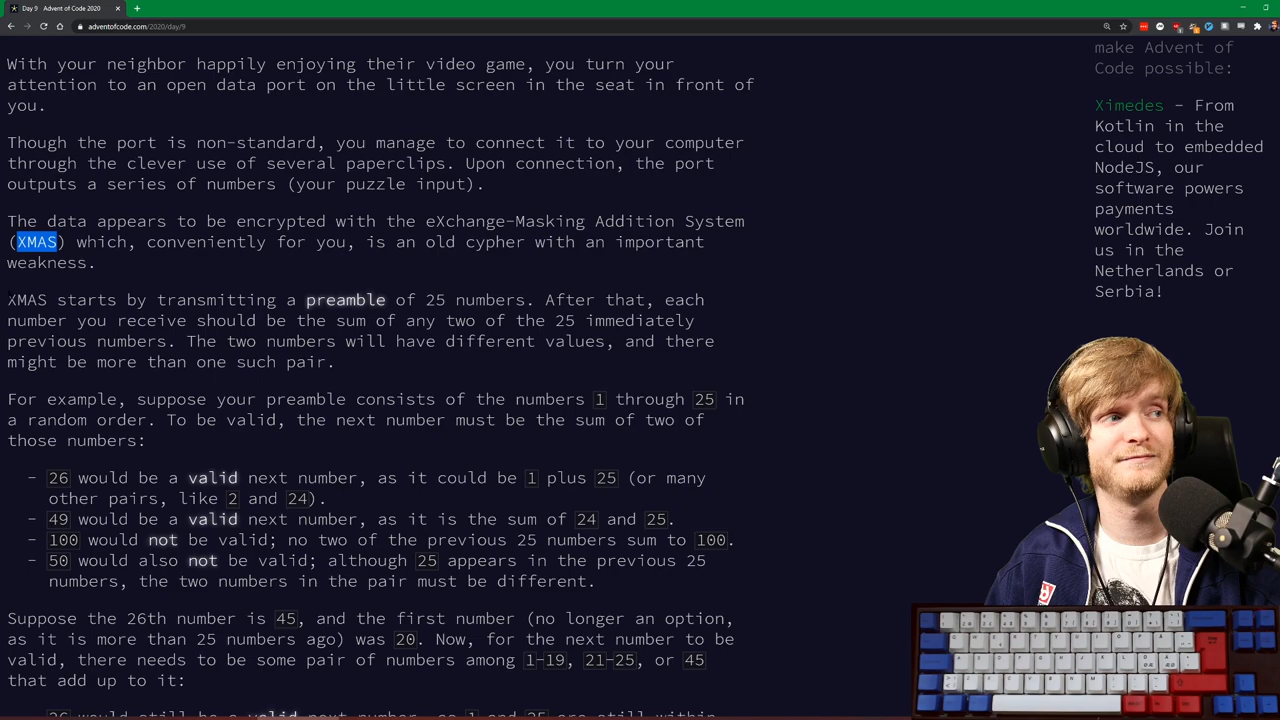 Day 9 - Advent of Code 2020
adventofcode.com/2020/day/9
With your neighbor happily enjoying their video game, you turn your
attention to an open data port on the little screen in the seat in front of
you.
Though the port is non-standard, you manage to connect it to your computer
through the clever use of several paperclips. Upon connection, the port
outputs a series of numbers (your puzzle input).
The data appears to be encrypted with the eXchange-Masking Addition System
(XMAS) which, conveniently for you, is an old cypher with an important
weakness.
XMAS starts by transmitting a preamble of 25 numbers. After that, each
number you receive should be the sum of any two of the 25 immediately
previous numbers. The two numbers will have different values, and there
might be more than one such pair.
For example, suppose your preamble consists of the numbers 1 through 25 in
a random order. To be valid, the next number must be the sum of two of
those numbers:
- 26 would be a valid next number, as it could be 1 plus 25 (or many
other pairs, like 2 and 24).
- 49 would be a valid next number, as it is the sum of 24 and 25.
- 100 would not be valid; no two of the previous 25 numbers sum to 100.
- 50 would also not be valid; although 25 appears in the previous 25
numbers, the two numbers in the pair must be different.
Suppose the 26th number is 45, and the first number (no longer an option,
as it is more than 25 numbers ago) was 20. Now, for the next number to be
valid, there needs to be some pair of numbers among 1-19, 21-25, or 45
that add up to it:
- 26 would still be a valid next number, as 1 and 25 are still within
make Advent of
Code possible:
Ximedes - From
Kotlin in the
cloud to embedded
NodeJS, our
software powers
payments
worldwide. Join
us in the
Netherlands or
Serbia!